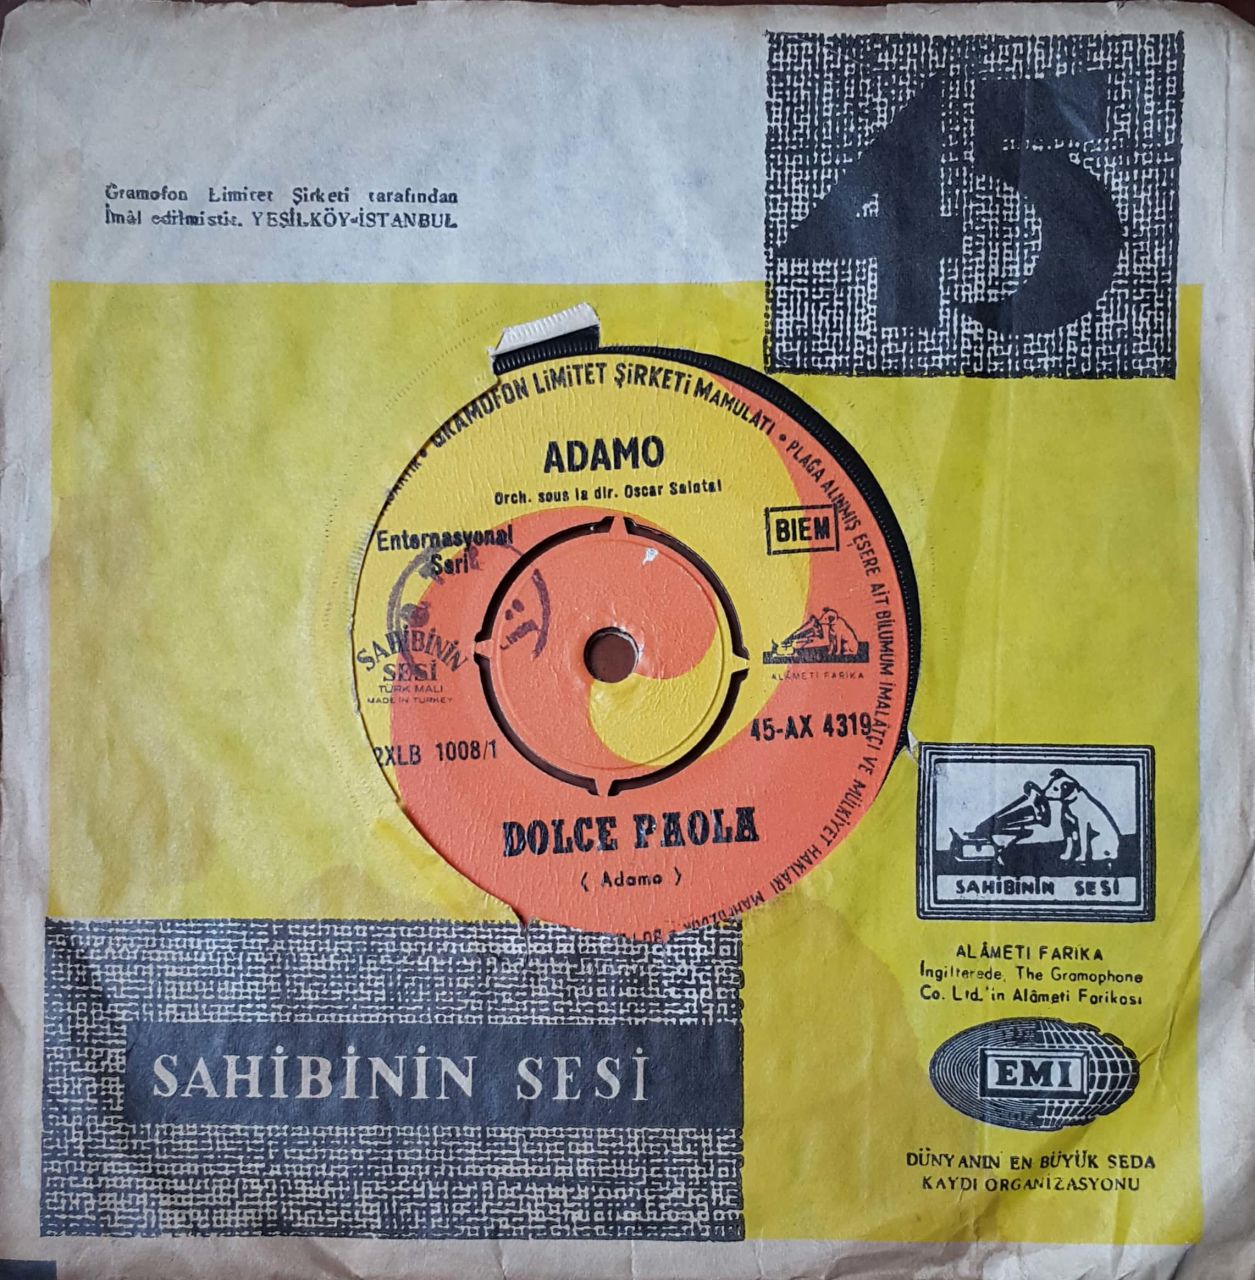 45
Gramofon Limitet Şirketi tarafından
İmâl edilmiştir. YEŞİLKÖY-İSTANBUL
GRAMOFON LİMİTET ŞİRKETİ MAMULATI • PLAĞA ALINMIŞ ESERE AİT BİLUMUM İMALATÇI VE MÜLKİYET HAKLARI MAHFUZDUR
ADAMO
Orch. sous la dir. Oscar Saintal
Enternasyonal
Seri
BIEM
SAHİBİNİN
SESİ
TÜRK MALI
MADE IN TURKEY
ALÂMETİ FARİKA
2XLB 1008/1
45-AX 4319
DOLCE PAOLA
( Adamo )
SAHİBİNİN SESİ
ALÂMETİ FARİKA
İngilterede, The Gramophone
Co. Ltd.'in Alâmeti Farikası
SAHİBİNİN SESİ
EMI
DÜNYANIN EN BÜYÜK SEDA
KAYDI ORGANİZASYONU